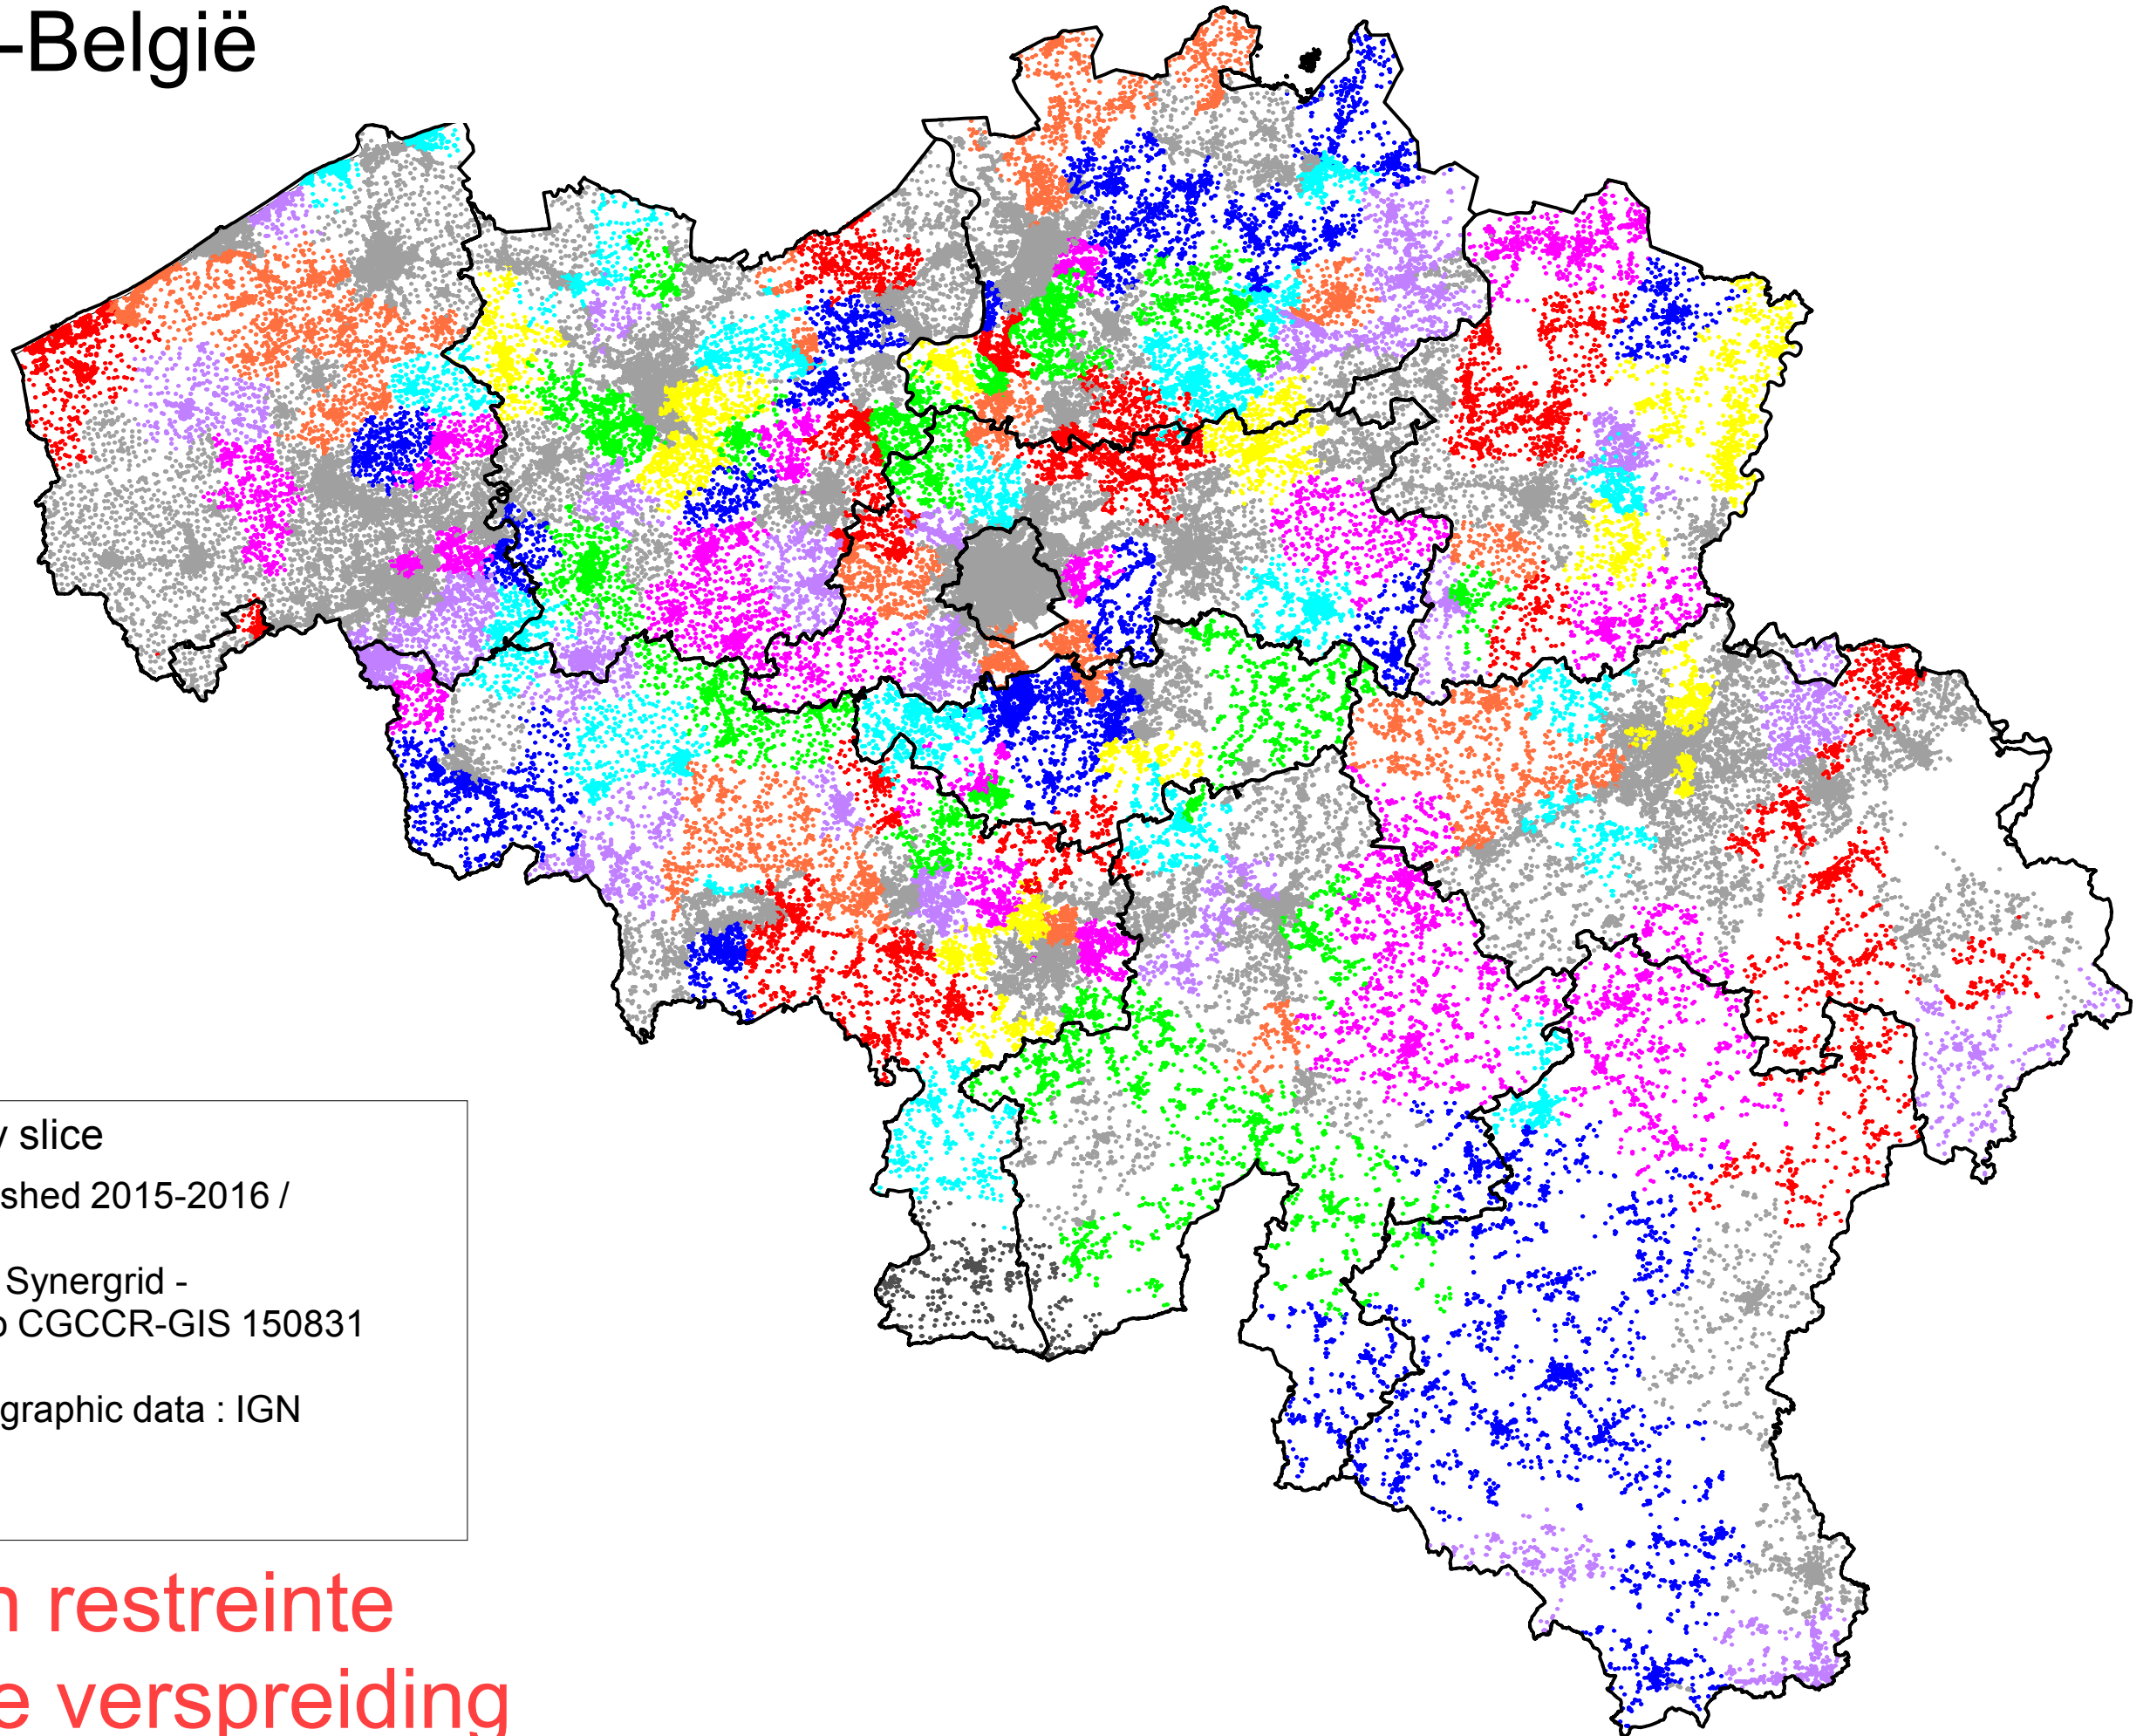 -België
slice
shed 2015-2016 /
Synergrid -
CGCCR-GIS 150831
graphic data : IGN
restreinte
verspreiding